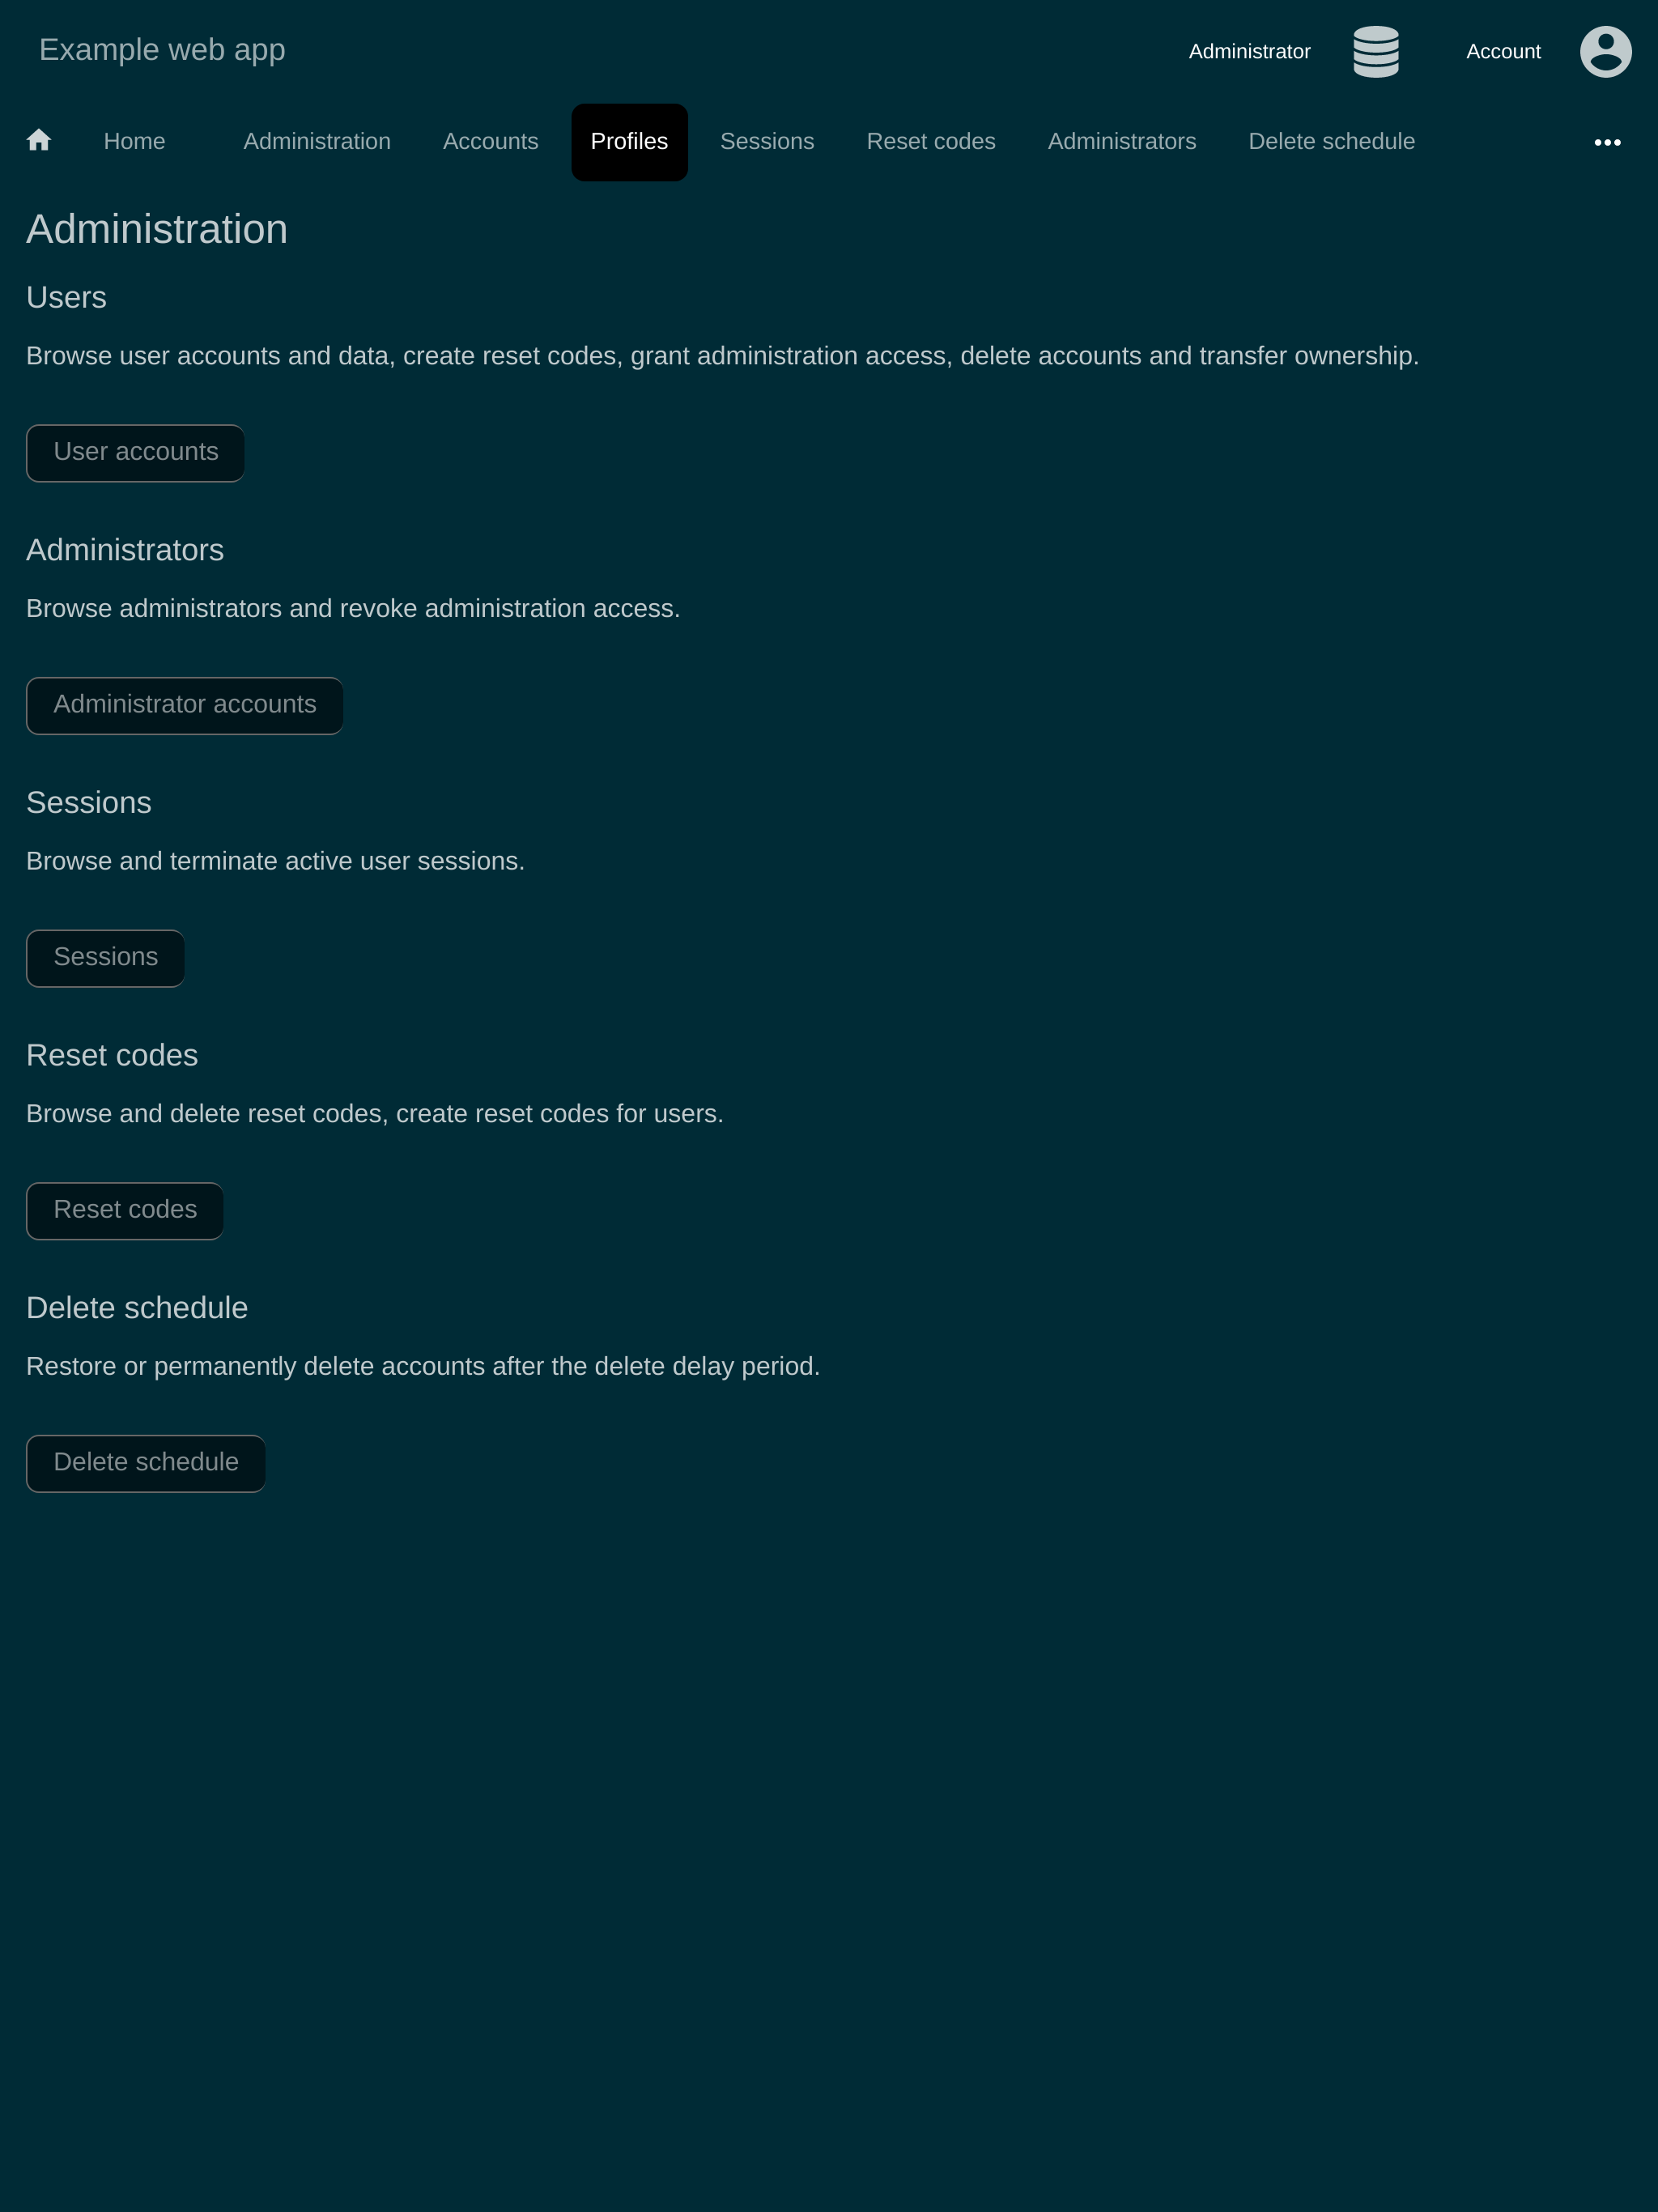 Example web app
Administrator Account
Home Administration Accounts Profiles Sessions Reset codes Administrators Delete schedule
Administration
Users
Browse user accounts and data, create reset codes, grant administration access, delete accounts and transfer ownership.
User accounts
Administrators
Browse administrators and revoke administration access.
Administrator accounts
Sessions
Browse and terminate active user sessions.
Sessions
Reset codes
Browse and delete reset codes, create reset codes for users.
Reset codes
Delete schedule
Restore or permanently delete accounts after the delete delay period.
Delete schedule